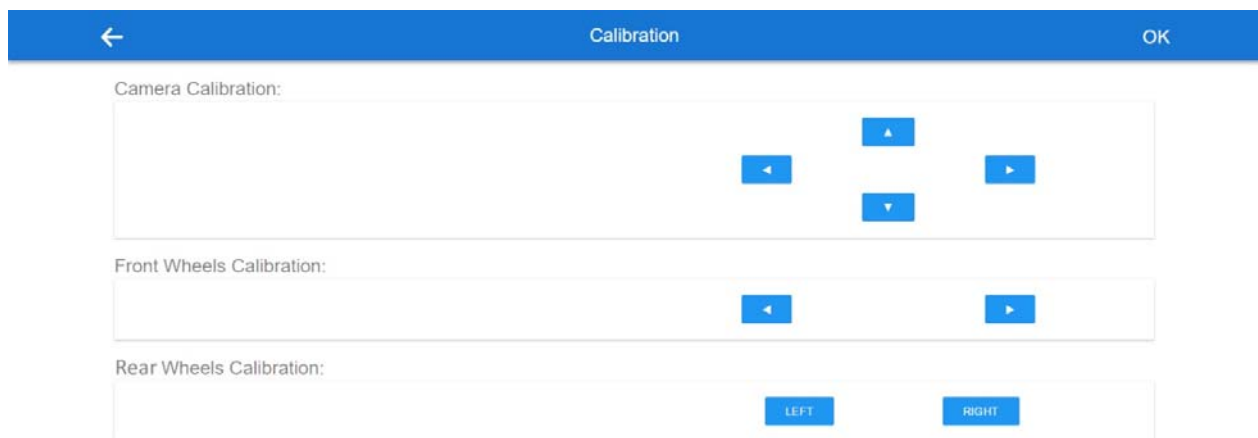 Calibration OK
Camera Calibration:
Front Wheels Calibration:
Rear Wheels Calibration:
LEFT RIGHT